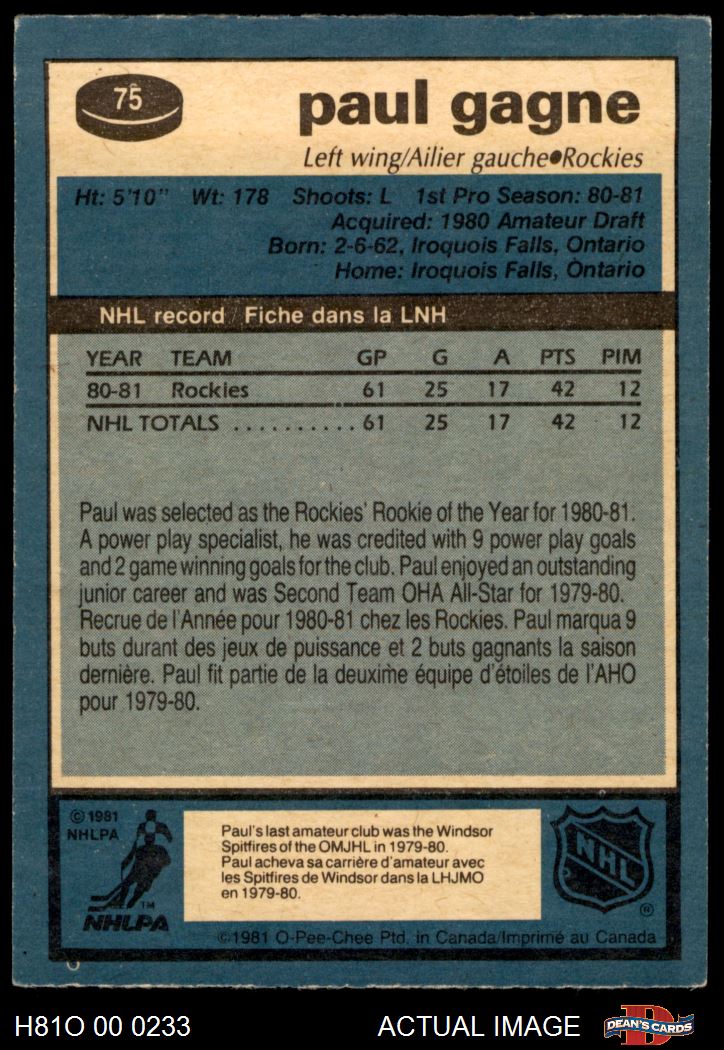 75
paul gagne
Left wing/Ailier gauche●Rockies
Ht: 5'10" Wt: 178 Shoots: L 1st Pro Season: 80-81
Acquired: 1980 Amateur Draft
Born: 2-6-62, Iroquois Falls, Ontario
Home: Iroquois Falls, Ontario
NHL record / Fiche dans la LNH
YEAR TEAM GP G A PTS PIM
80-81 Rockies 61 25 17 42 12
NHL TOTALS .......... 61 25 17 42 12
Paul was selected as the Rockies' Rookie of the Year for 1980-81.
A power play specialist, he was credited with 9 power play goals
and 2 game winning goals for the club. Paul enjoyed an outstanding
junior career and was Second Team OHA All-Star for 1979-80.
Recrue de l'Année pour 1980-81 chez les Rockies. Paul marqua 9
buts durant des jeux de puissance et 2 buts gagnants la saison
dernière. Paul fit partie de la deuxième équipe d'étoiles de l'AHO
pour 1979-80.
© 1981
NHLPA
Paul's last amateur club was the Windsor
Spitfires of the OMJHL in 1979-80.
Paul acheva sa carrière d'amateur avec
les Spitfires de Windsor dans la LHJMO
en 1979-80.
NHL
®
TM
NHLPA
©1981 O-Pee-Chee Ptd. in Canada/Imprimé au Canada
H81O 00 0233
ACTUAL IMAGE
D
DEAN'S CARDS